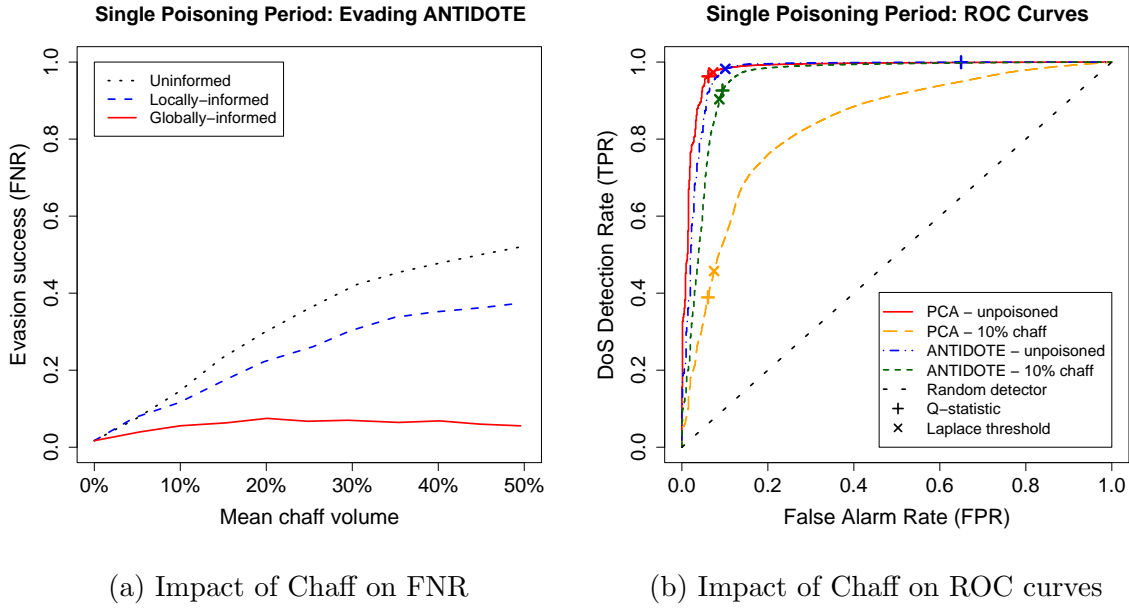 Single Poisoning Period: Evading ANTIDOTE
Evasion success (FNR)
1.0
0.8
0.6
0.4
0.2
0.0
Uninformed
Locally−informed
Globally−informed
0% 10% 20% 30% 40% 50%
Mean chaff volume
(a) Impact of Chaff on FNR
Single Poisoning Period: ROC Curves
DoS Detection Rate (TPR)
1.0
0.8
0.6
0.4
0.2
0.0
PCA − unpoisoned
PCA − 10% chaff
ANTIDOTE − unpoisoned
ANTIDOTE − 10% chaff
Random detector
Q−statistic
Laplace threshold
0.0 0.2 0.4 0.6 0.8 1.0
False Alarm Rate (FPR)
(b) Impact of Chaff on ROC curves